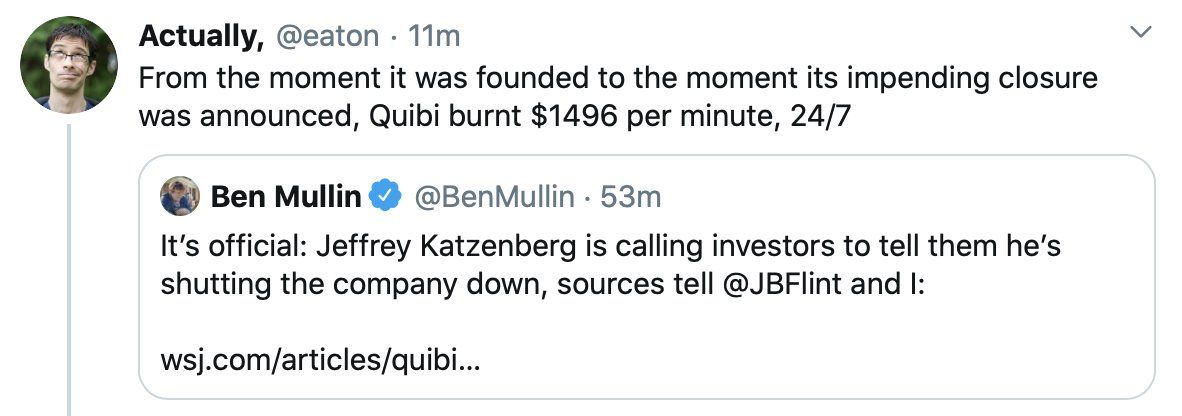 Actually, @eaton · 11m
From the moment it was founded to the moment its impending closure
was announced, Quibi burnt $1496 per minute, 24/7
Ben Mullin @BenMullin · 53m
It’s official: Jeffrey Katzenberg is calling investors to tell them he’s
shutting the company down, sources tell @JBFlint and I:
wsj.com/articles/quibi...